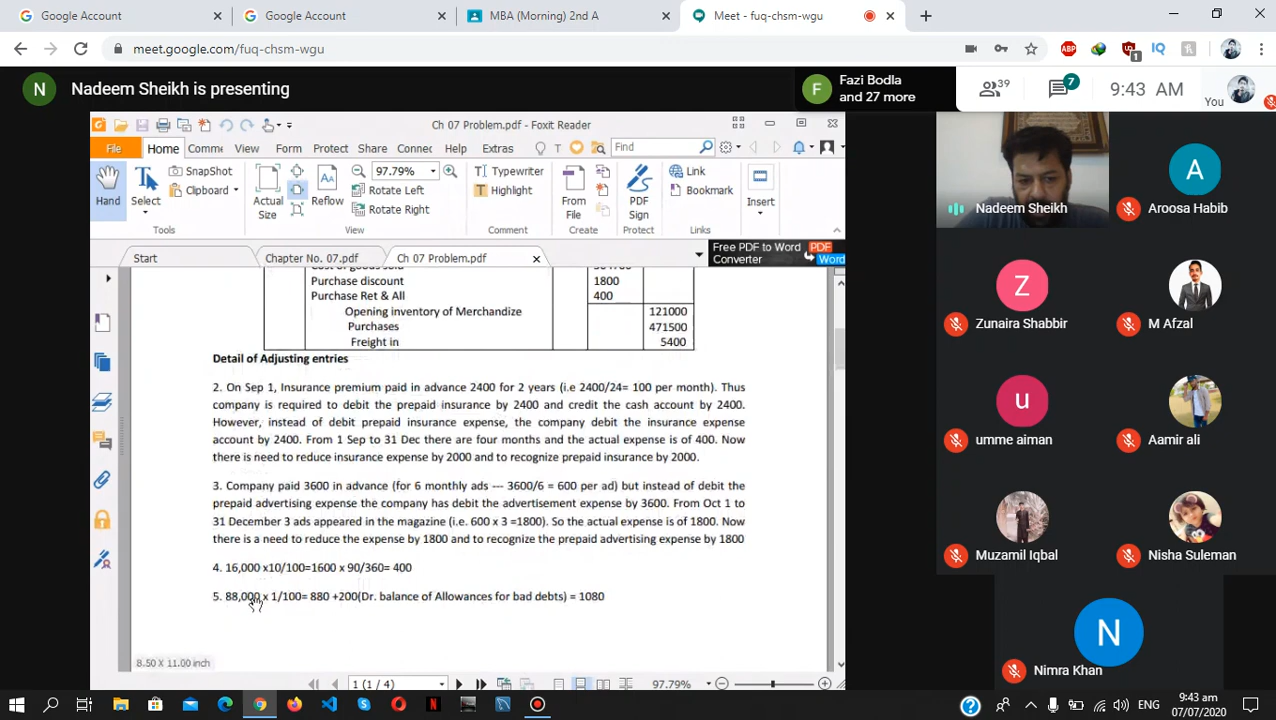 Google Account
Google Account
MBA (Morning) 2nd A
Meet - fuq-chsm-wgu
meet.google.com/fuq-chsm-wgu
ABP
1
IQ
N
Nadeem Sheikh is presenting
F
Fazi Bodla
and 27 more
39
7
9:43 AM
You
Ch 07 Problem.pdf - Foxit Reader
File
Home
Comme
View
Form
Protect
Share
Connec
Help
Extras
Find
Hand
Select
SnapShot
Clipboard
Tools
Actual
Size
Reflow
97.79%
Rotate Left
Rotate Right
View
Typewriter
Highlight
Comment
From
File
Create
PDF
Sign
Protect
Link
Bookmark
Links
Insert
Start
Chapter No. 07.pdf
Ch 07 Problem.pdf
Free PDF to Word
Converter
PDF
Word
Cost of goods sold
Purchase discount 1800
Purchase Ret & All 400
Opening inventory of Merchandize 121000
Purchases 471500
Freight in 5400
Detail of Adjusting entries
2. On Sep 1, Insurance premium paid in advance 2400 for 2 years (i.e 2400/24= 100 per month). Thus
company is required to debit the prepaid insurance by 2400 and credit the cash account by 2400.
However, instead of debit prepaid insurance expense, the company debit the insurance expense
account by 2400. From 1 Sep to 31 Dec there are four months and the actual expense is of 400. Now
there is need to reduce insurance expense by 2000 and to recognize prepaid insurance by 2000.
3. Company paid 3600 in advance (for 6 monthly ads --- 3600/6 = 600 per ad) but instead of debit the
prepaid advertising expense the company has debit the advertisement expense by 3600. From Oct 1 to
31 December 3 ads appeared in the magazine (i.e. 600 x 3 =1800). So the actual expense is of 1800. Now
there is a need to reduce the expense by 1800 and to recognize the prepaid advertising expense by 1800
4. 16,000 x10/100=1600 x 90/360= 400
5. 88,000 x 1/100= 880 +200(Dr. balance of Allowances for bad debts) = 1080
8.50 X 11.00 inch
1 (1 / 4)
97.79%
Nadeem Sheikh
A
Aroosa Habib
Z
Zunaira Shabbir
M Afzal
u
umme aiman
Aamir ali
Muzamil Iqbal
Nisha Suleman
N
Nimra Khan
9:43 am
07/07/2020